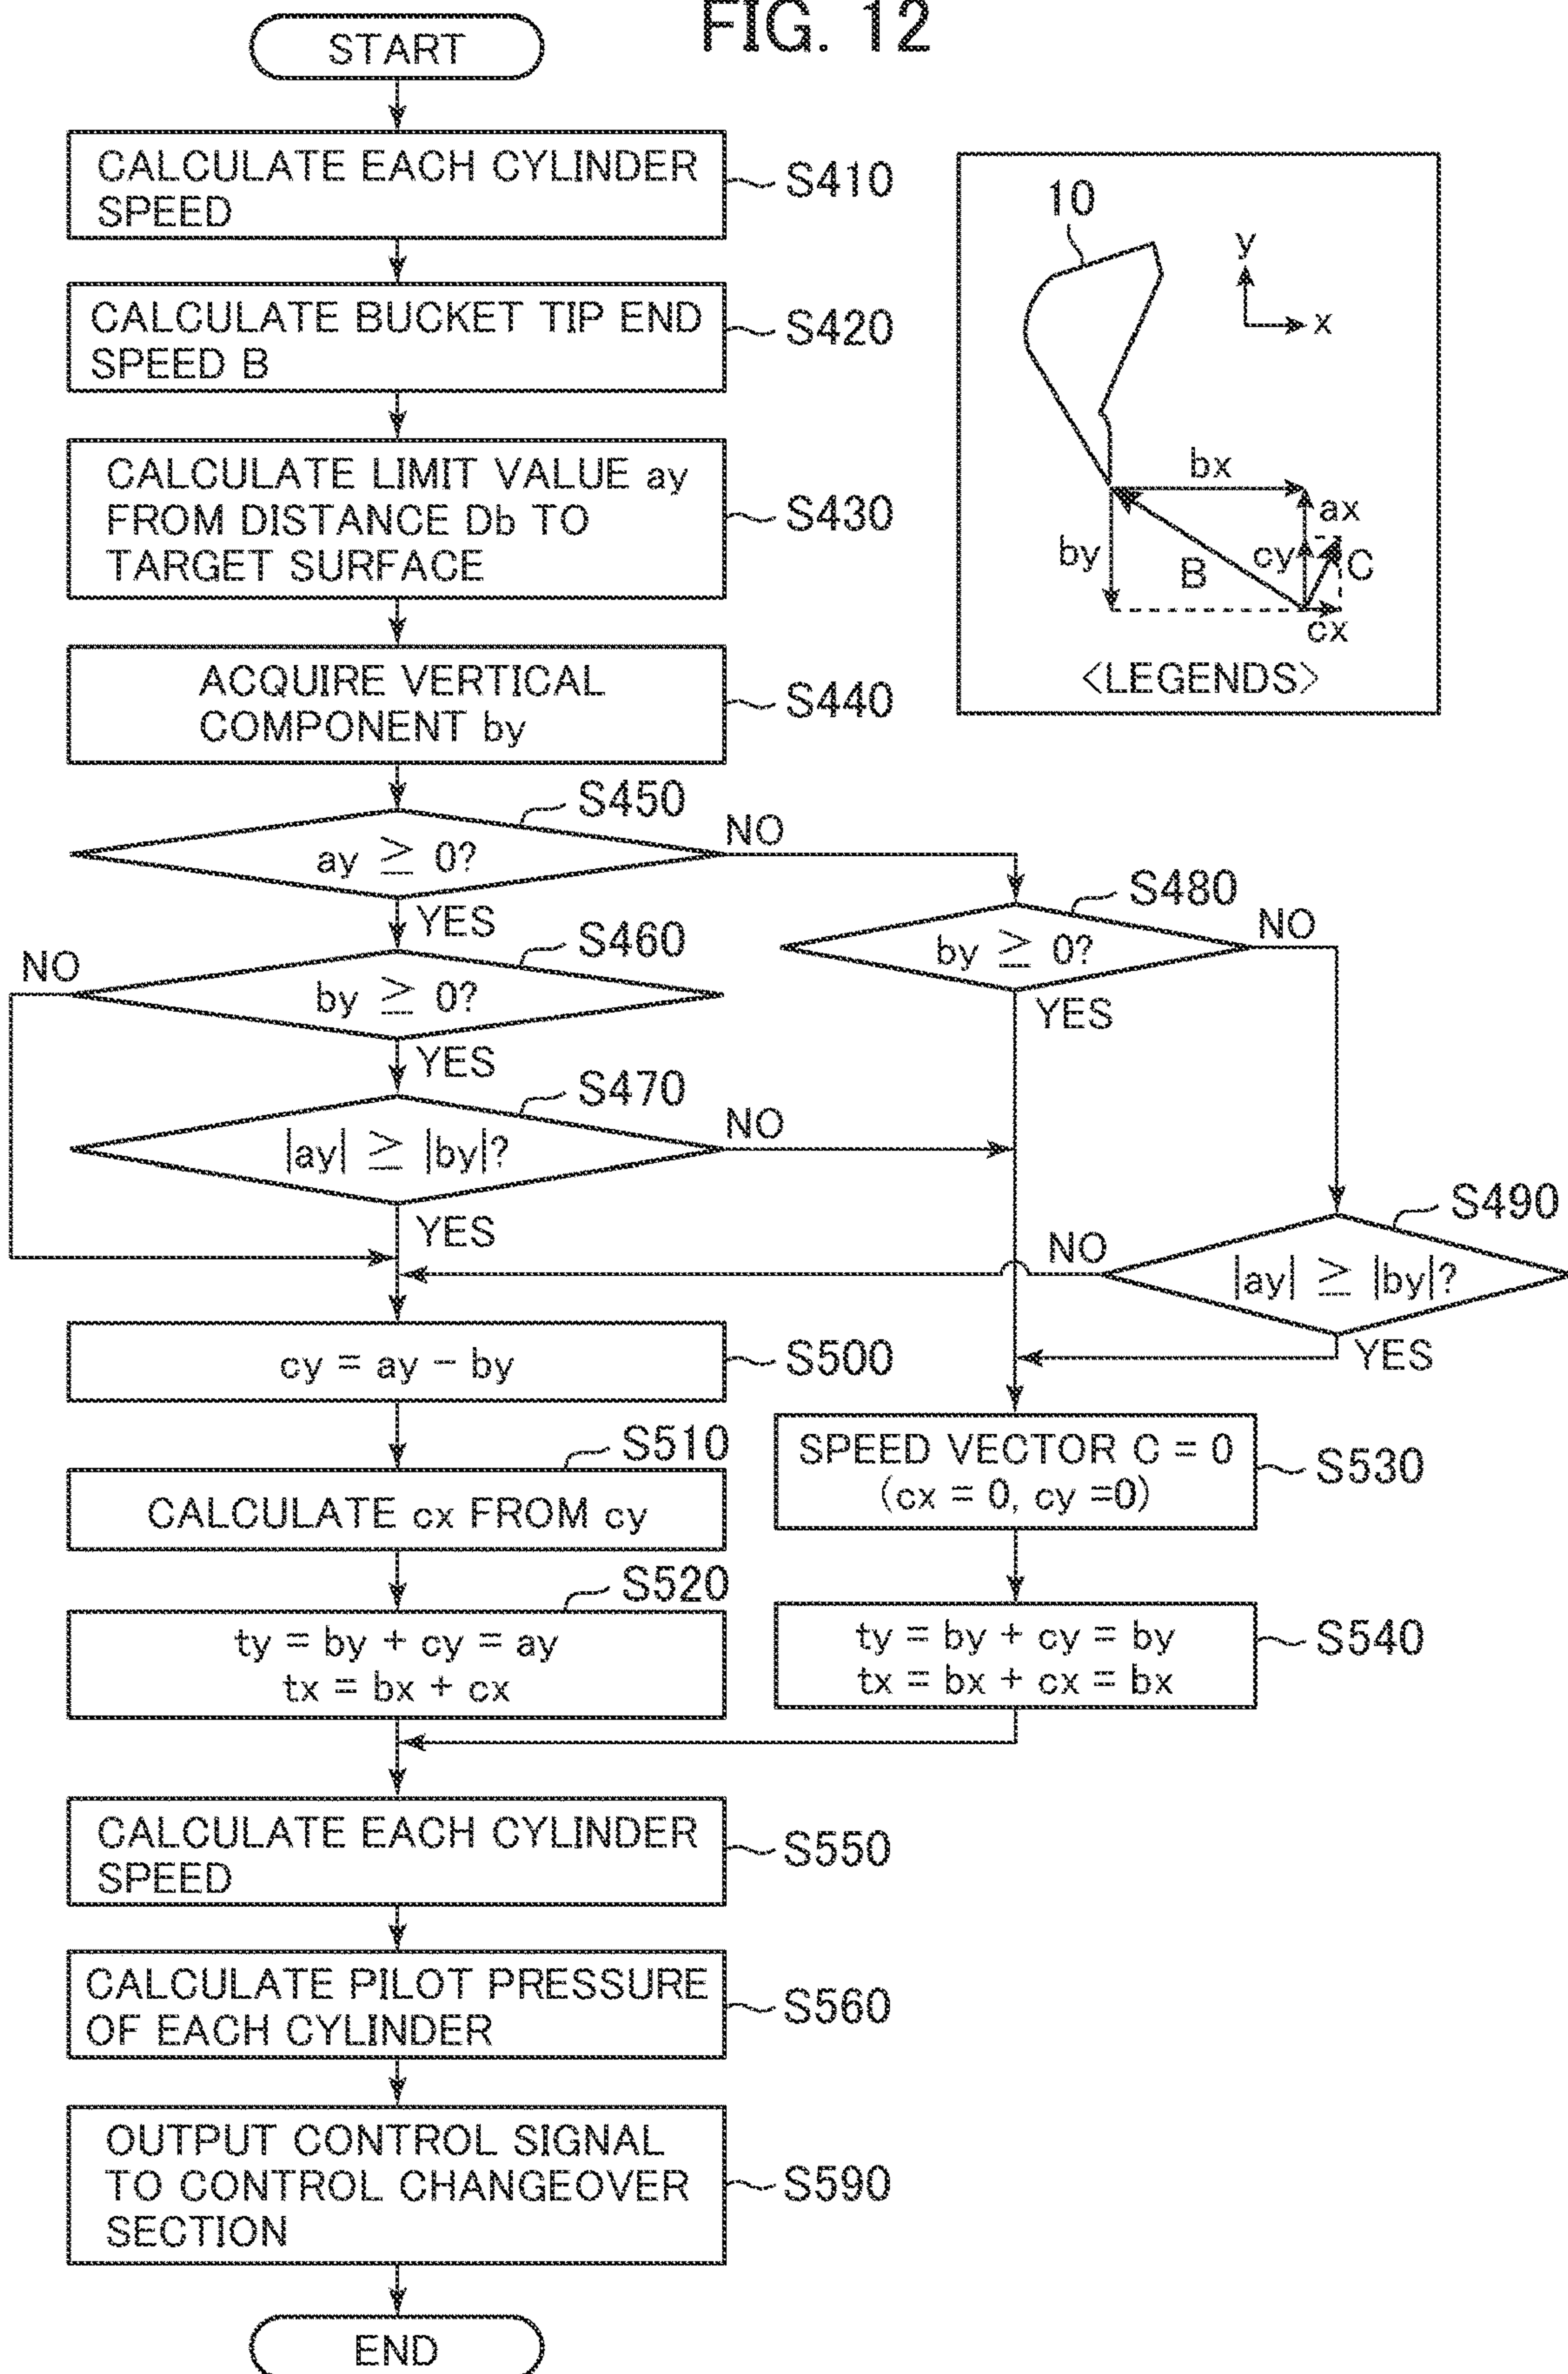 FIG. 12
START
CALCULATE EACH CYLINDER
SPEED
S410
CALCULATE BUCKET TIP END
SPEED B
S420
CALCULATE LIMIT VALUE ay
FROM DISTANCE Db TO
TARGET SURFACE
S430
ACQUIRE VERTICAL
COMPONENT by
S440
10
y
x
bx
ax
by
B
cy
C
cx
<LEGENDS>
S450
ay ≥ 0?
NO
YES
S460
by ≥ 0?
NO
YES
S470
|ay| ≥ |by|?
NO
YES
S480
by ≥ 0?
NO
YES
S490
|ay| ≥ |by|?
NO
YES
cy = ay - by
S500
S510
CALCULATE cx FROM cy
S520
ty = by + cy = ay
tx = bx + cx
SPEED VECTOR C = 0
(cx = 0, cy =0)
S530
ty = by + cy = by
tx = bx + cx = bx
S540
CALCULATE EACH CYLINDER
SPEED
S550
CALCULATE PILOT PRESSURE
OF EACH CYLINDER
S560
OUTPUT CONTROL SIGNAL
TO CONTROL CHANGEOVER
SECTION
S590
END